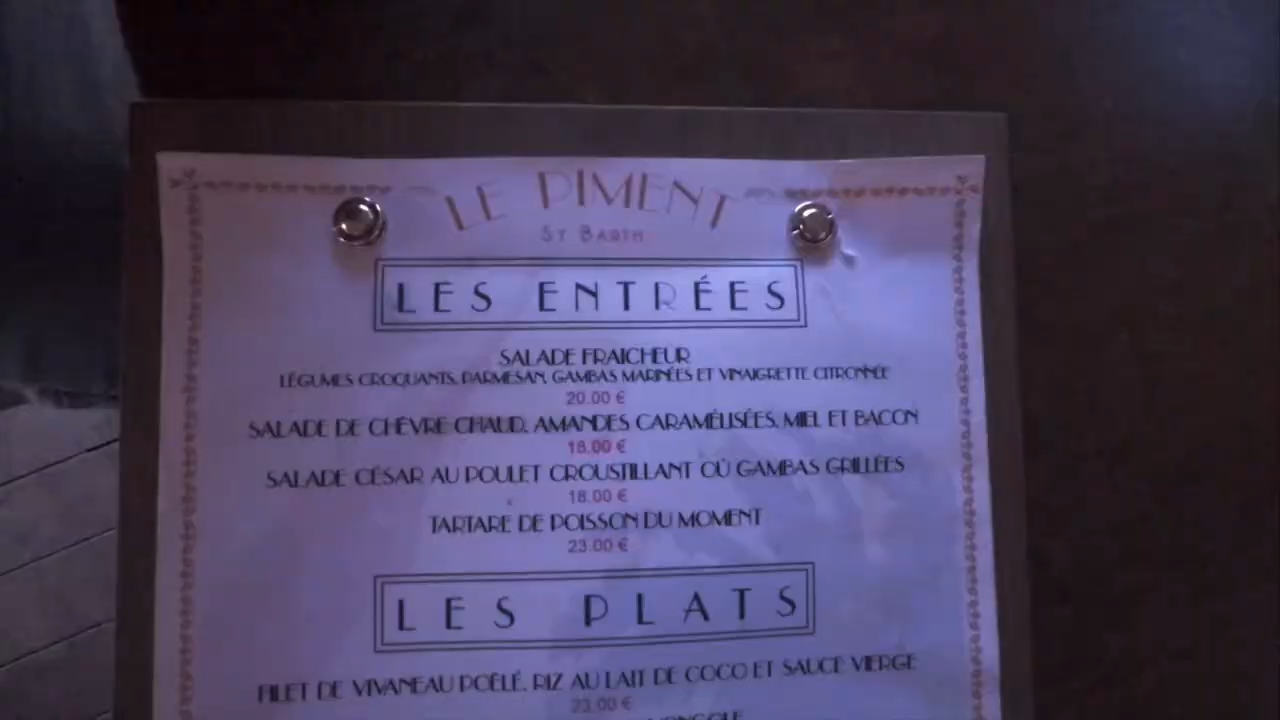 LE PIMENT
ST BARTH
LES ENTRÉES
SALADE FRAICHEUR
LÉGUMES CROQUANTS, PARMESAN, GAMBAS MARINÉES ET VINAIGRETTE CITRONNÉE
20.00 €
SALADE DE CHÈVRE CHAUD, AMANDES CARAMÉLISÉES, MIEL ET BACON
18.00 €
SALADE CÉSAR AU POULET CROUSTILLANT OÙ GAMBAS GRILLÉES
18.00 €
TARTARE DE POISSON DU MOMENT
23.00 €
LES PLATS
FILET DE VIVANEAU POÊLÉ, RIZ AU LAIT DE COCO ET SAUCE VIERGE
23.00 €